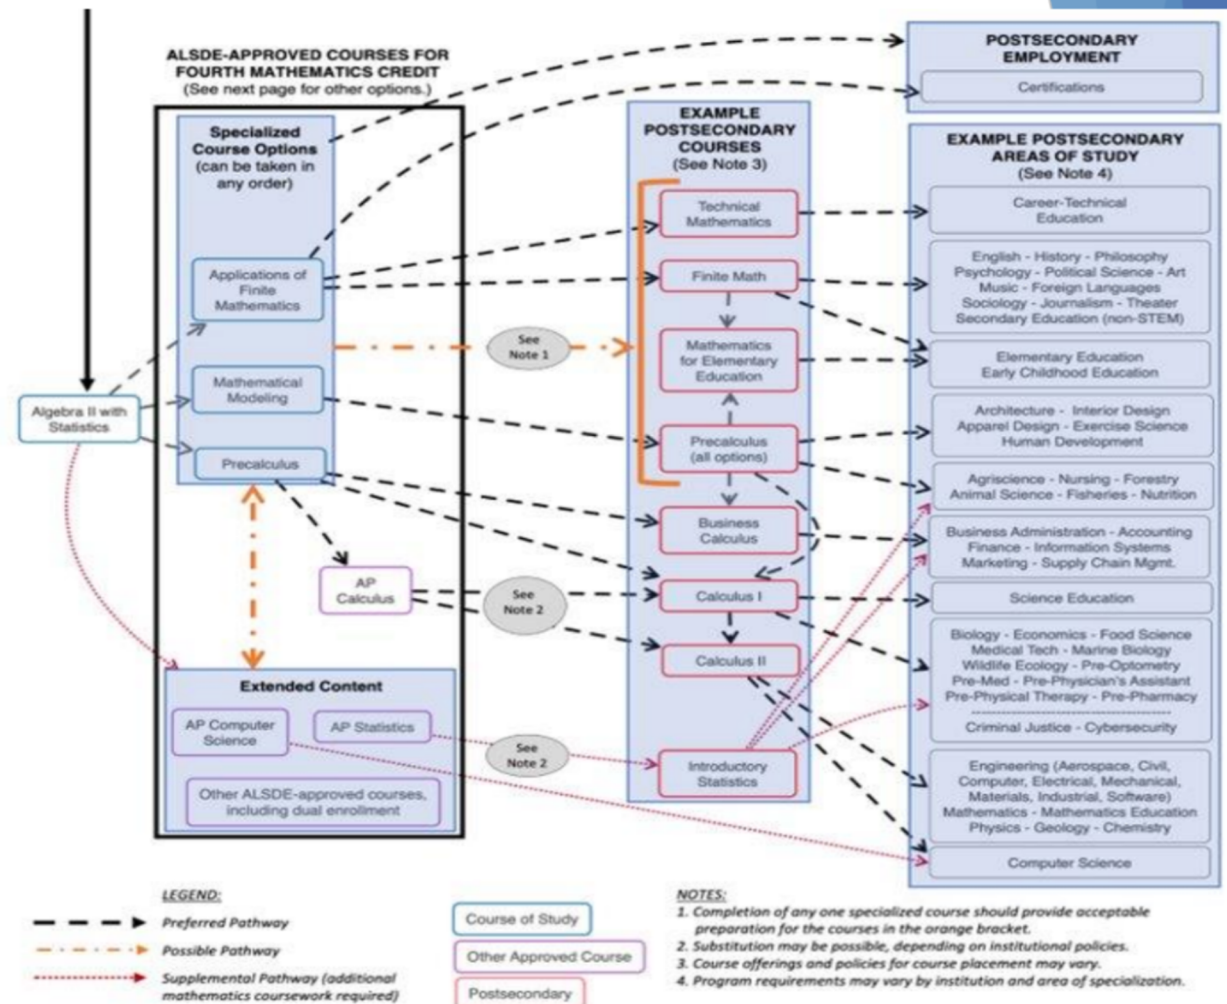 ALSDE-APPROVED COURSES FOR
FOURTH MATHEMATICS CREDIT
(See next page for other options.)
Specialized
Course Options
(can be taken in
any order)
Applications of
Finite
Mathematics
Mathematical
Modeling
Precalculus
Algebra II with
Statistics
AP
Calculus
Extended Content
AP Computer
Science
AP Statistics
Other ALSDE-approved courses,
including dual enrollment
See
Note 1
See
Note 2
See
Note 2
EXAMPLE
POSTSECONDARY
COURSES
(See Note 3)
Technical
Mathematics
Finite Math
Mathematics
for Elementary
Education
Precalculus
(all options)
Business
Calculus
Calculus I
Calculus II
Introductory
Statistics
POSTSECONDARY
EMPLOYMENT
Certifications
EXAMPLE POSTSECONDARY
AREAS OF STUDY
(See Note 4)
Career-Technical
Education
English - History - Philosophy
Psychology - Political Science - Art
Music - Foreign Languages
Sociology - Journalism - Theater
Secondary Education (non-STEM)
Elementary Education
Early Childhood Education
Architecture - Interior Design
Apparel Design - Exercise Science
Human Development
Agriscience - Nursing - Forestry
Animal Science - Fisheries - Nutrition
Business Administration - Accounting
Finance - Information Systems
Marketing - Supply Chain Mgmt.
Science Education
Biology - Economics - Food Science
Medical Tech - Marine Biology
Wildlife Ecology - Pre-Optometry
Pre-Med - Pre-Physician's Assistant
Pre-Physical Therapy - Pre-Pharmacy
Criminal Justice - Cybersecurity
Engineering (Aerospace, Civil,
Computer, Electrical, Mechanical,
Materials, Industrial, Software)
Mathematics - Mathematics Education
Physics - Geology - Chemistry
Computer Science
LEGEND:
Preferred Pathway
Possible Pathway
Supplemental Pathway (additional
mathematics coursework required)
Course of Study
Other Approved Course
Postsecondary
NOTES:
1. Completion of any one specialized course should provide acceptable
preparation for the courses in the orange bracket.
2. Substitution may be possible, depending on institutional policies.
3. Course offerings and policies for course placement may vary.
4. Program requirements may vary by institution and area of specialization.